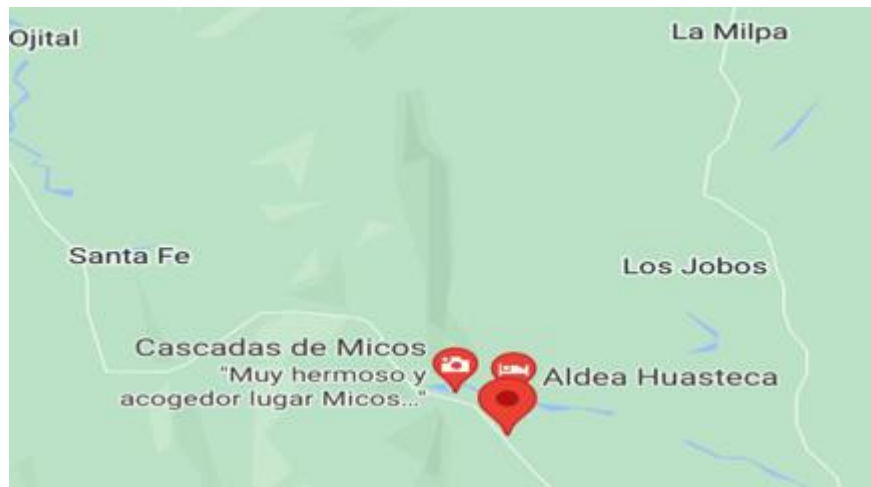 Ojital
La Milpa
Santa Fe
Los Jobos
Cascadas de Micos
"Muy hermoso y
acogedor lugar Micos..."
Aldea Huasteca